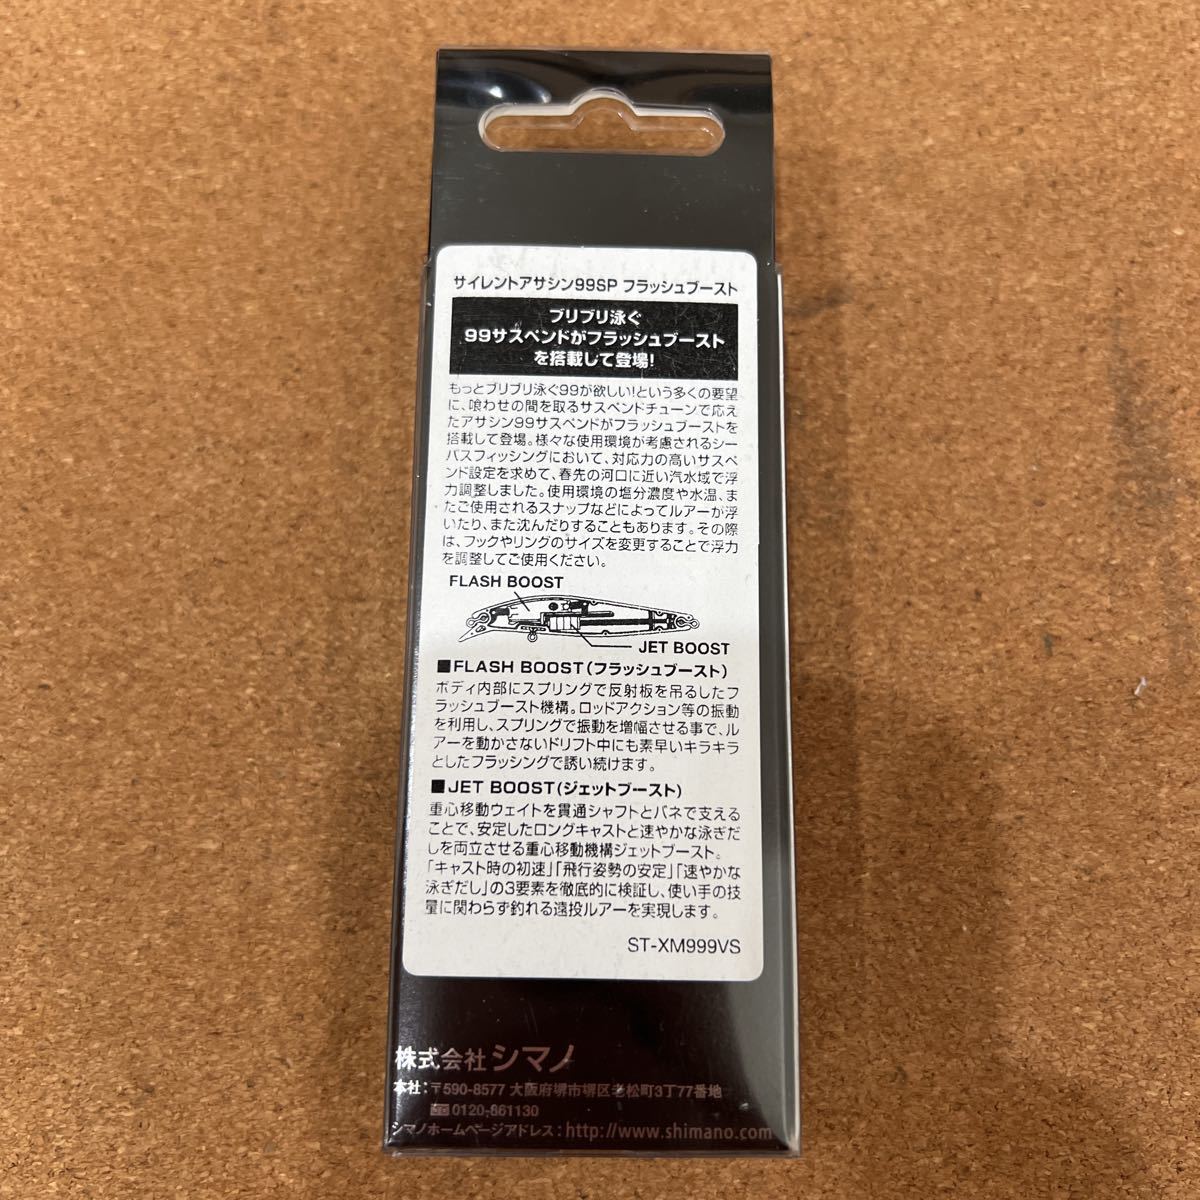 サイレントアサシン99SP フラッシュブースト
ブリブリ泳ぐ
99サスペンドがフラッシュブースト
を搭載して登場!
もっとブリブリ泳ぐ99が欲しい!という多くの要望
に、喰わせの間を取るサスペンドチューンで応え
たアサシン99サスペンドがフラッシュブーストを
搭載して登場。様々な使用環境が考慮されるシー
バスフィッシングにおいて、対応力の高いサスペ
ンド設定を求めて、春先の河口に近い汽水域で浮
力調整しました。使用環境の塩分濃度や水温、ま
たご使用されるスナップなどによってルアーが浮
いたり、また沈んだりすることもあります。その際
は、フックやリングのサイズを変更することで浮力
を調整してご使用ください。
FLASH BOOST
JET BOOST
■FLASH BOOST(フラッシュブースト)
ボディ内部にスプリングで反射板を吊るしたフ
ラッシュブースト機構。ロッドアクション等の振動
を利用し、スプリングで振動を増幅させる事で、ル
アーを動かさないドリフト中にも素早いキラキラ
としたフラッシングで誘い続けます。
■JET BOOST(ジェットブースト)
重心移動ウェイトを貫通シャフトとバネで支える
ことで、安定したロングキャストと速やかな泳ぎだ
しを両立させる重心移動機構ジェットブースト。
「キャスト時の初速」「飛行姿勢の安定」「速やかな
泳ぎだし」の3要素を徹底的に検証し、使い手の技
量に関わらず釣れる遠投ルアーを実現します。
ST-XM999VS
株式会社 シマノ
本社:〒590-8577 大阪府堺市堺区老松町3丁77番地
0120-861130
シマノホームページアドレス:http://www.shimano.com